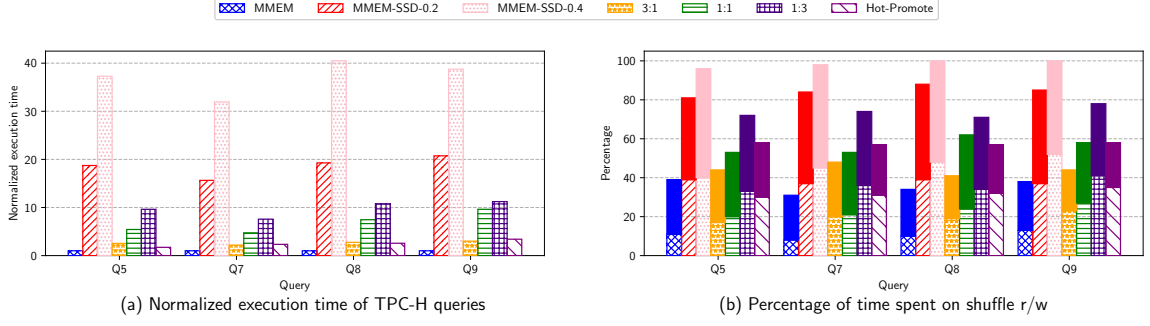 MMEM MMEM-SSD-0.2 MMEM-SSD-0.4 3:1 1:1 1:3 Hot-Promote
Normalized execution time
40
30
20
10
0
Q5 Q7 Q8 Q9
Query
(a) Normalized execution time of TPC-H queries
Percentage
100
80
60
40
20
0
Q5 Q7 Q8 Q9
Query
(b) Percentage of time spent on shuffle r/w